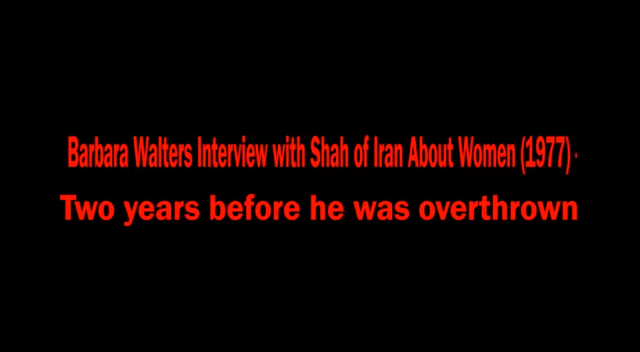 Barbara Walters Interview with Shah of Iran About Women (1977) -
Two years before he was overthrown